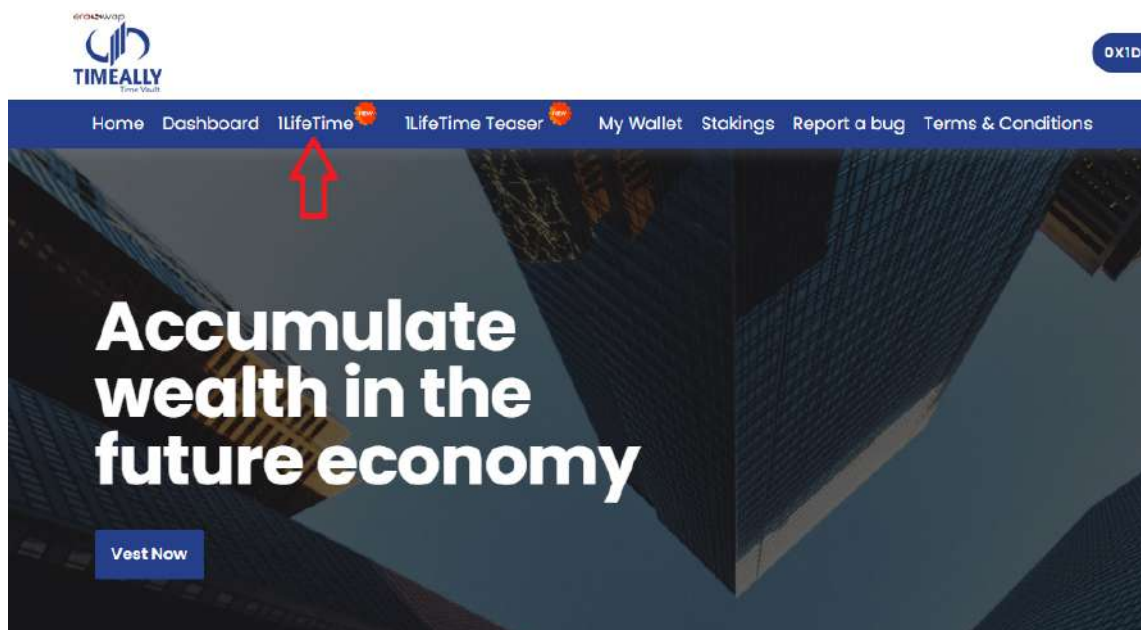 eraswap
TIMEALLY
Time Vault
0X1D
Home Dashboard 1LifeTime NEW 1LifeTime Teaser NEW My Wallet Stakings Report a bug Terms & Conditions
Accumulate
wealth in the
future economy
Vest Now